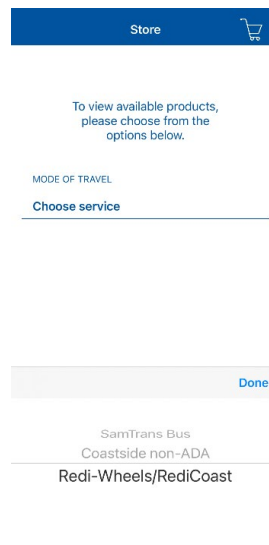 Store
To view available products,
please choose from the
options below.
MODE OF TRAVEL
Choose service
Done
SamTrans Bus
Coastside non-ADA
Redi-Wheels/RediCoast